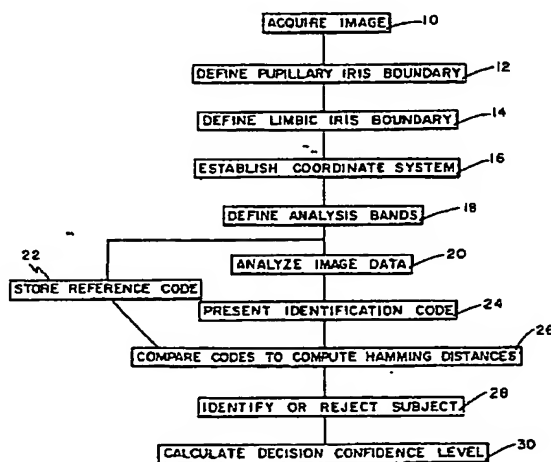 ACQUIRE IMAGE 10
DEFINE PUPILLARY IRIS BOUNDARY 12
DEFINE LIMBIC IRIS BOUNDARY 14
ESTABLISH COORDINATE SYSTEM 16
DEFINE ANALYSIS BANDS 18
22
ANALYZE IMAGE DATA 20
STORE REFERENCE CODE
PRESENT IDENTIFICATION CODE 24
COMPARE CODES TO COMPUTE HAMMING DISTANCES 26
IDENTIFY OR REJECT SUBJECT 28
CALCULATE DECISION CONFIDENCE LEVEL 30